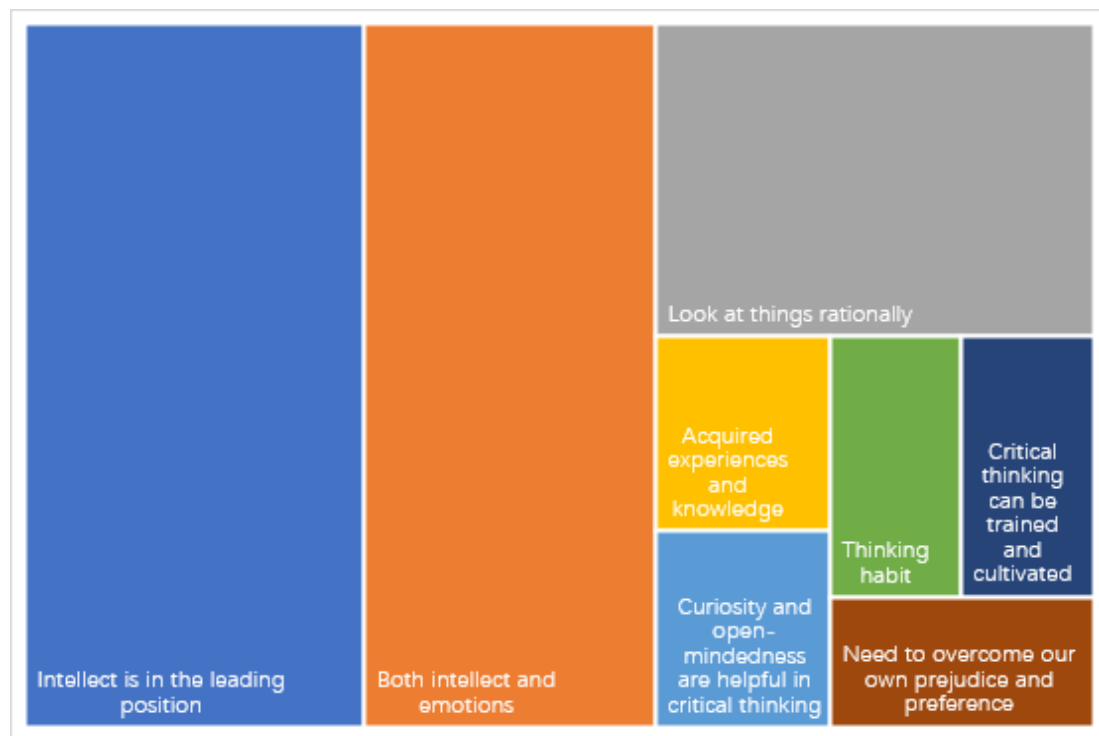 Intellect is in the leading
position
Both intellect and
emotions
Look at things rationally
Acquired
experiences
and
knowledge
Curiosity and
open-
mindedness
are helpful in
critical thinking
Thinking
habit
Critical
thinking
can be
trained
and
cultivated
Need to overcome our
own prejudice and
preference